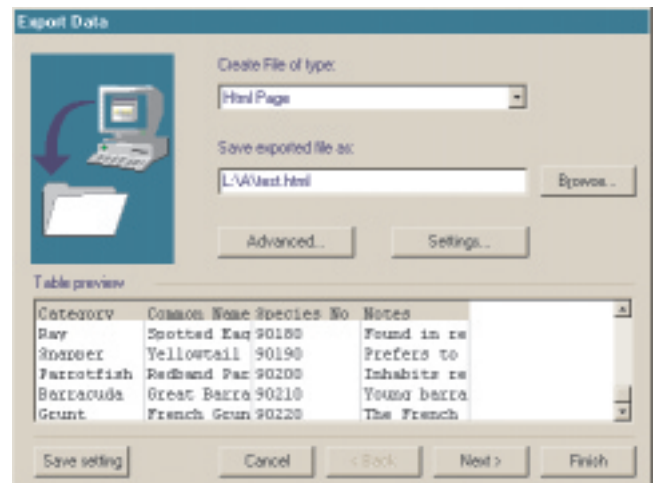 Export Data
Create File of type:
Html Page
Save exported file as:
L:\A\test.html
Browse...
Advanced...
Settings...
Table preview
Category Common Name Species No Notes
Ray Spotted Eag 90180 Found in re
Snapper Yellowtail 90190 Prefers to
Parrotfish Redband Par 90200 Inhabits re
Barracuda Great Barra 90210 Young barra
Grunt French Grun 90220 The French
Save setting Cancel < Back Next > Finish